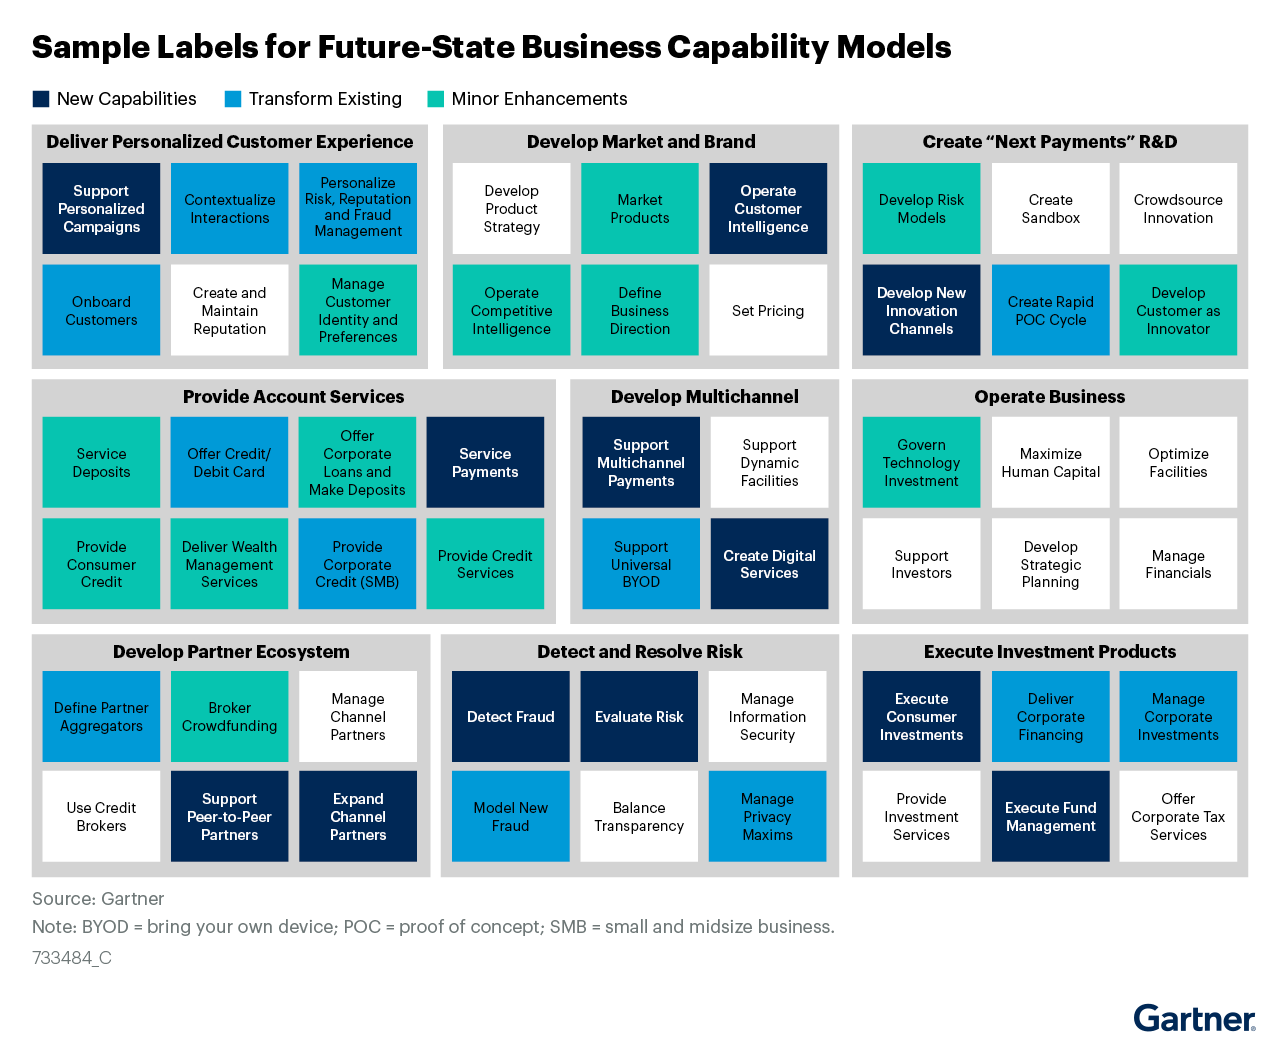 Sample Labels for Future-State Business Capability Models
New Capabilities
Transform Existing
Minor Enhancements
Deliver Personalized Customer Experience
Support
Personalized
Campaigns
Contextualize
Interactions
Personalize
Risk, Reputation
and Fraud
Management
Onboard
Customers
Create and
Maintain
Reputation
Manage
Customer
Identity and
Preferences
Develop Market and Brand
Develop
Product
Strategy
Market
Products
Operate
Customer
Intelligence
Operate
Competitive
Intelligence
Define
Business
Direction
Set Pricing
Create “Next Payments” R&D
Develop Risk
Models
Create
Sandbox
Crowdsource
Innovation
Develop New
Innovation
Channels
Create Rapid
POC Cycle
Develop
Customer as
Innovator
Provide Account Services
Service
Deposits
Offer Credit/
Debit Card
Offer
Corporate
Loans and
Make Deposits
Service
Payments
Provide
Consumer
Credit
Deliver Wealth
Management
Services
Provide
Corporate
Credit (SMB)
Provide Credit
Services
Develop Multichannel
Support
Multichannel
Payments
Support
Dynamic
Facilities
Support
Universal
BYOD
Create Digital
Services
Operate Business
Govern
Technology
Investment
Maximize
Human Capital
Optimize
Facilities
Support
Investors
Develop
Strategic
Planning
Manage
Financials
Develop Partner Ecosystem
Define Partner
Aggregators
Broker
Crowdfunding
Manage
Channel
Partners
Use Credit
Brokers
Support
Peer-to-Peer
Partners
Expand
Channel
Partners
Detect and Resolve Risk
Detect Fraud
Evaluate Risk
Manage
Information
Security
Model New
Fraud
Balance
Transparency
Manage
Privacy
Maxims
Execute Investment Products
Execute
Consumer
Investments
Deliver
Corporate
Financing
Manage
Corporate
Investments
Provide
Investment
Services
Execute Fund
Management
Offer
Corporate Tax
Services
Source: Gartner
Note: BYOD = bring your own device; POC = proof of concept; SMB = small and midsize business.
733484_C
Gartner®